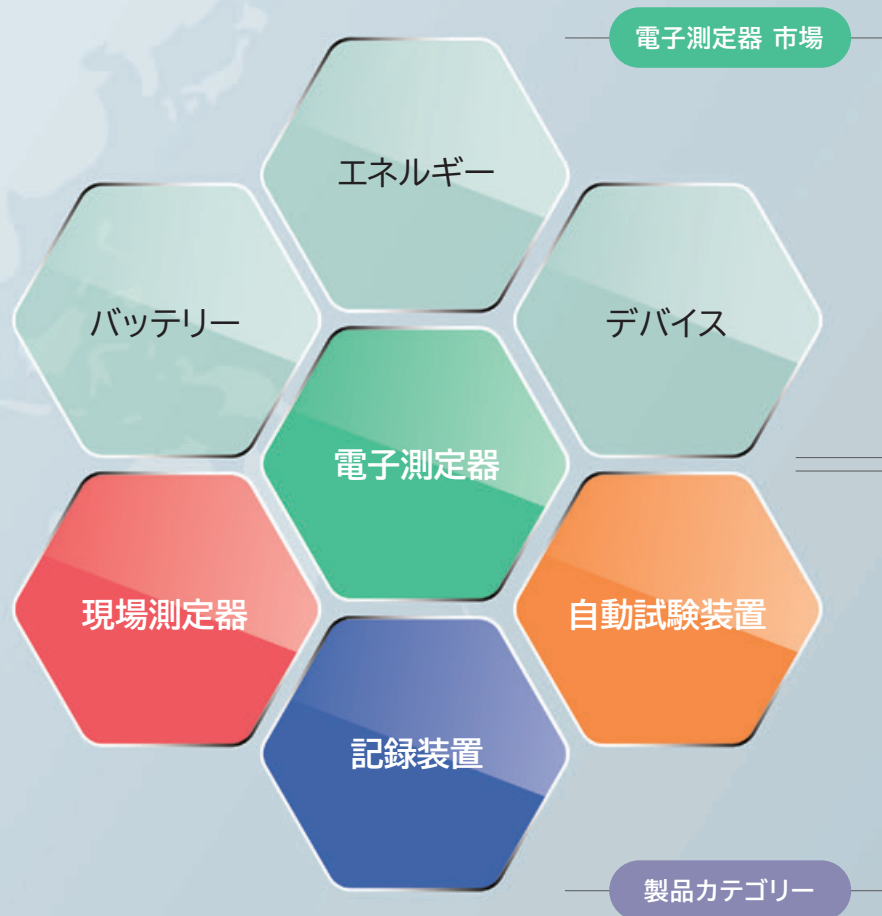 電子測定器 市場
エネルギー
バッテリー
デバイス
電子測定器
現場測定器
自動試験装置
記録装置
製品カテゴリー